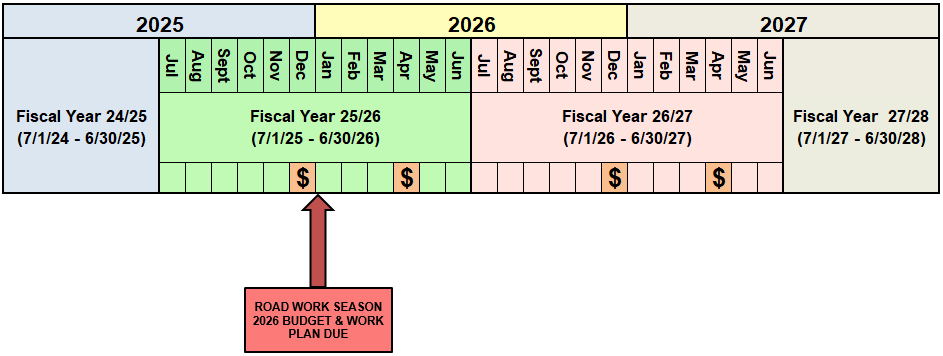 2025 2026 2027
Jul Aug Sept Oct Nov Dec Jan Feb Mar Apr May Jun Jul Aug Sept Oct Nov Dec Jan Feb Mar Apr May Jun
Fiscal Year 24/25
(7/1/24 - 6/30/25)
Fiscal Year 25/26
(7/1/25 - 6/30/26)
Fiscal Year 26/27
(7/1/26 - 6/30/27)
Fiscal Year 27/28
(7/1/27 - 6/30/28)
$ $ $ $
ROAD WORK SEASON
2026 BUDGET & WORK
PLAN DUE